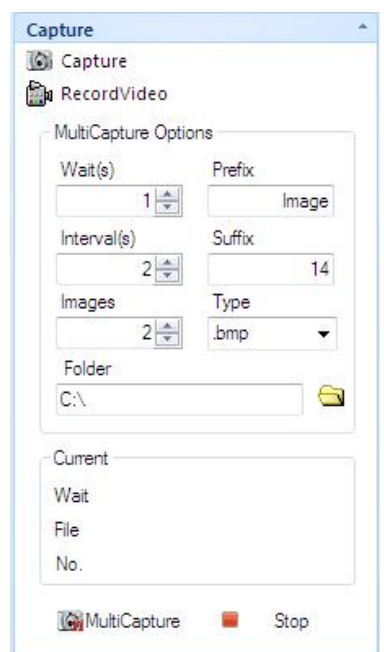 Capture
Capture
RecordVideo
MultiCapture Options
Wait(s) Prefix
1 Image
Interval(s) Suffix
2 14
Images Type
2 .bmp
Folder
C:\
Current
Wait
File
No.
MultiCapture Stop